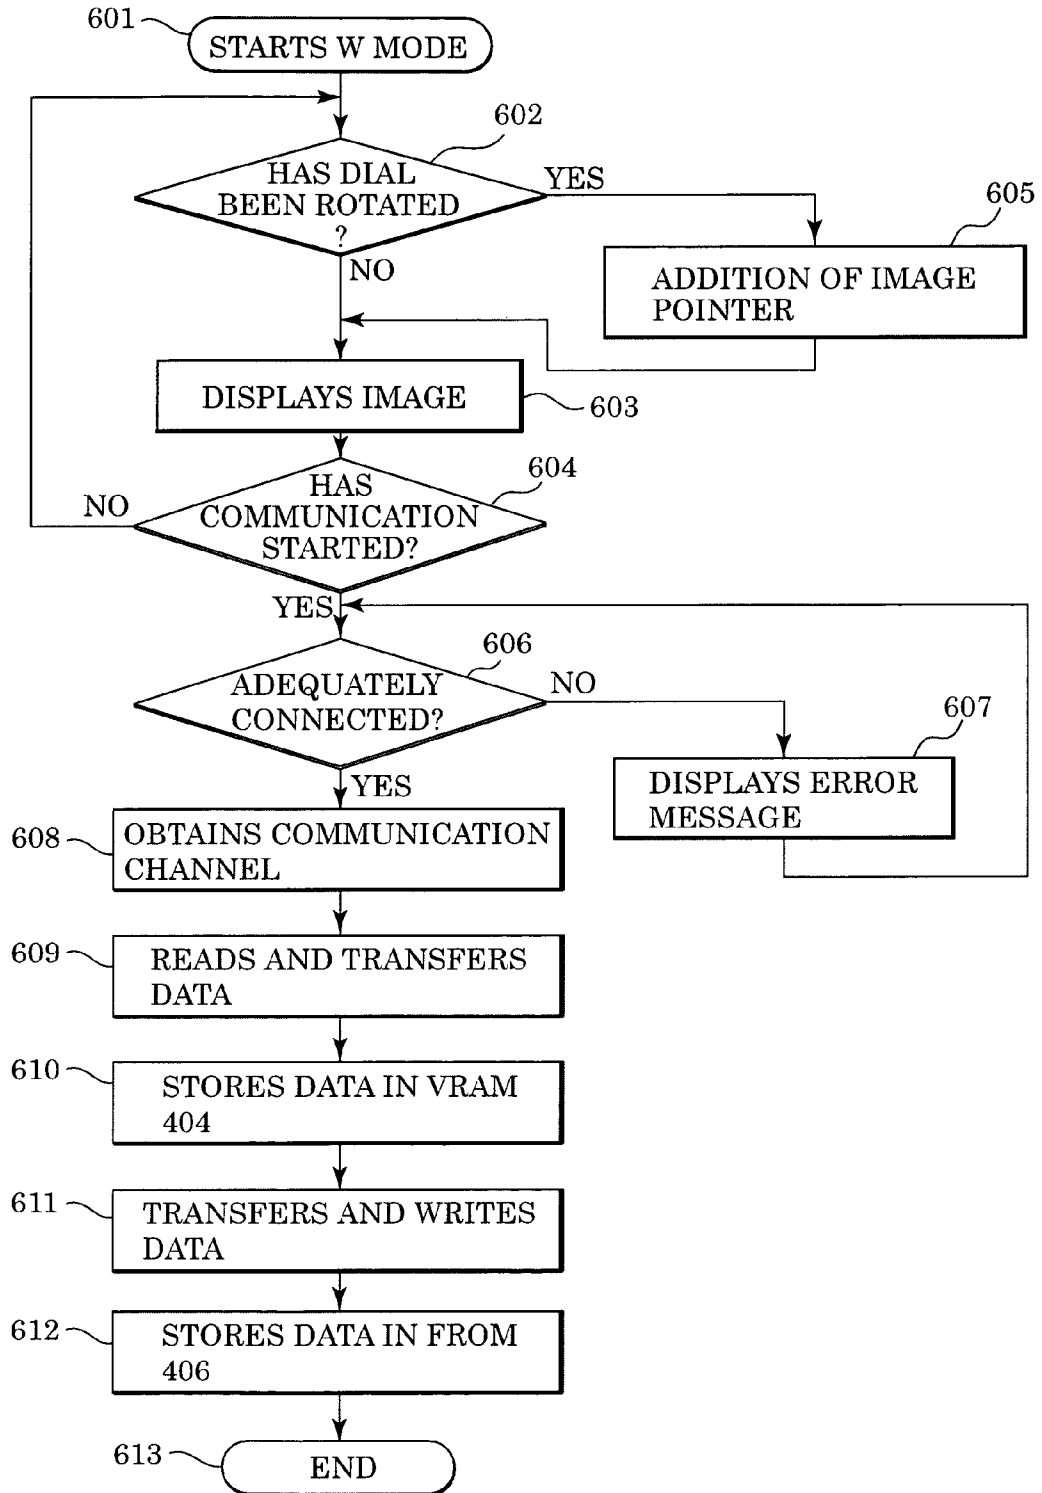 601
STARTS W MODE
602
HAS DIAL
BEEN ROTATED
?
YES
605
NO
ADDITION OF IMAGE
POINTER
DISPLAYS IMAGE
603
604
HAS
COMMUNICATION
STARTED?
NO
YES
606
ADEQUATELY
CONNECTED?
NO
607
YES
DISPLAYS ERROR
MESSAGE
608
OBTAINS COMMUNICATION
CHANNEL
609
READS AND TRANSFERS
DATA
610
STORES DATA IN VRAM
404
611
TRANSFERS AND WRITES
DATA
612
STORES DATA IN FROM
406
613
END